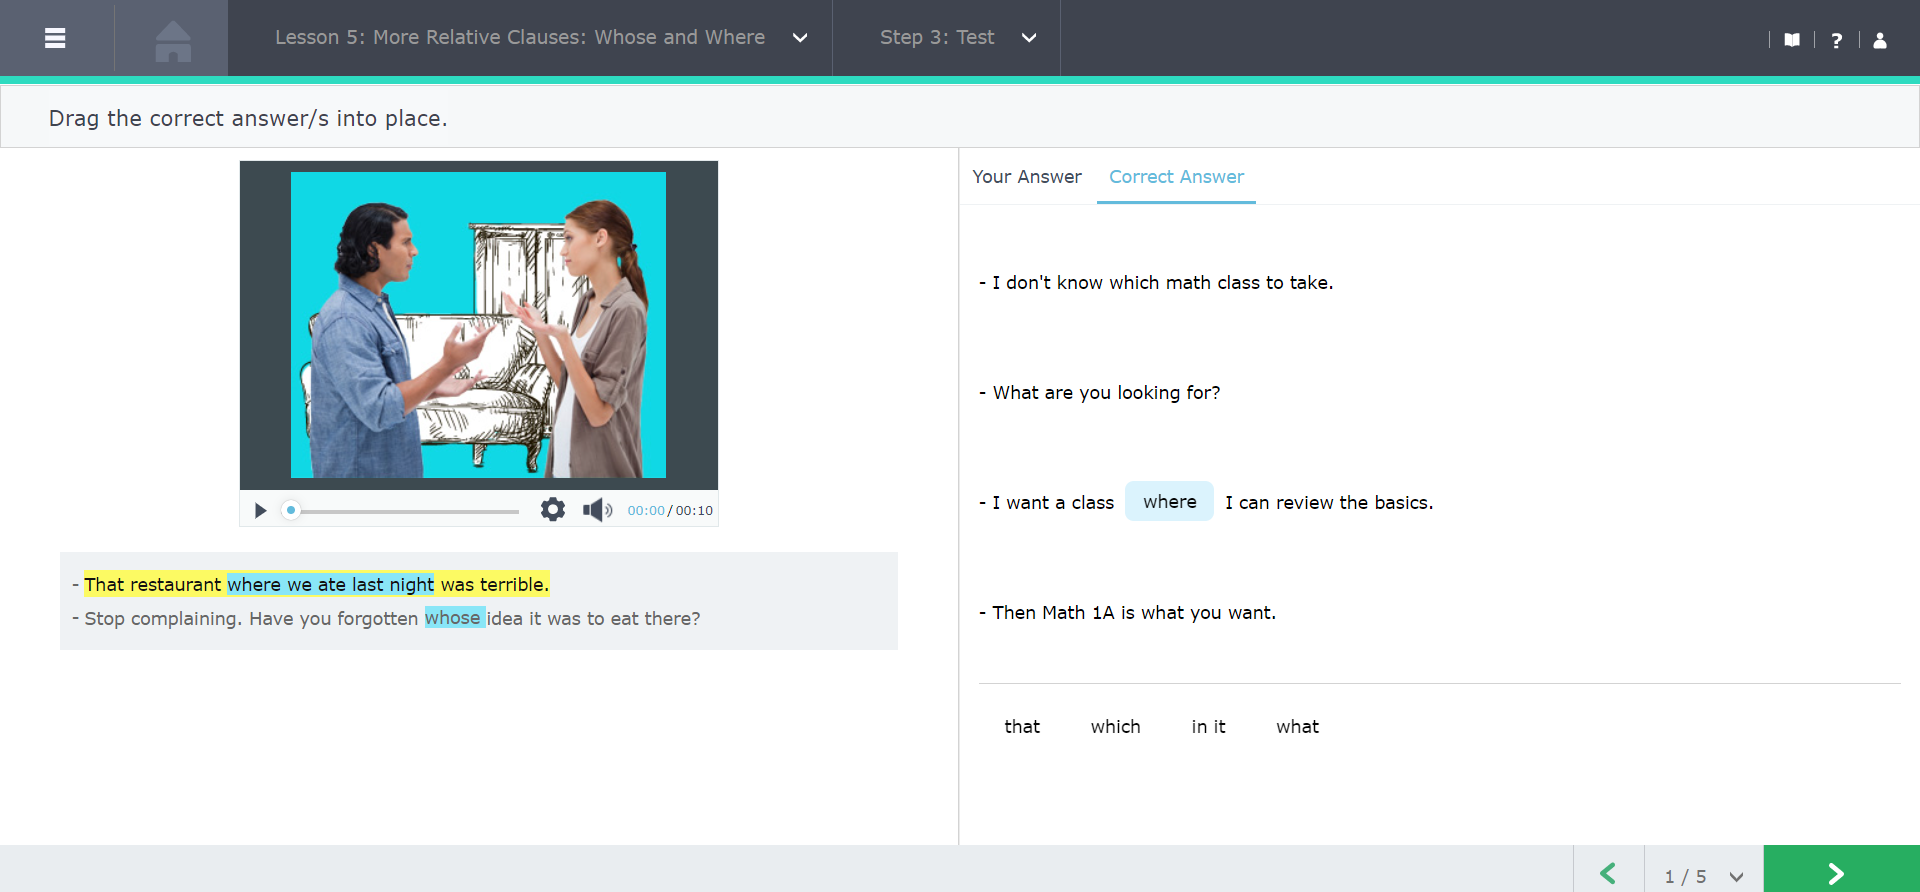 Lesson 5: More Relative Clauses: Whose and Where
Step 3: Test
?
Drag the correct answer/s into place.
00:00/00:10
- That restaurant where we ate last night was terrible.
- Stop complaining. Have you forgotten whose idea it was to eat there?
Your Answer
Correct Answer
- I don't know which math class to take.
- What are you looking for?
- I want a class where I can review the basics.
- Then Math 1A is what you want.
that which in it what
1 / 5